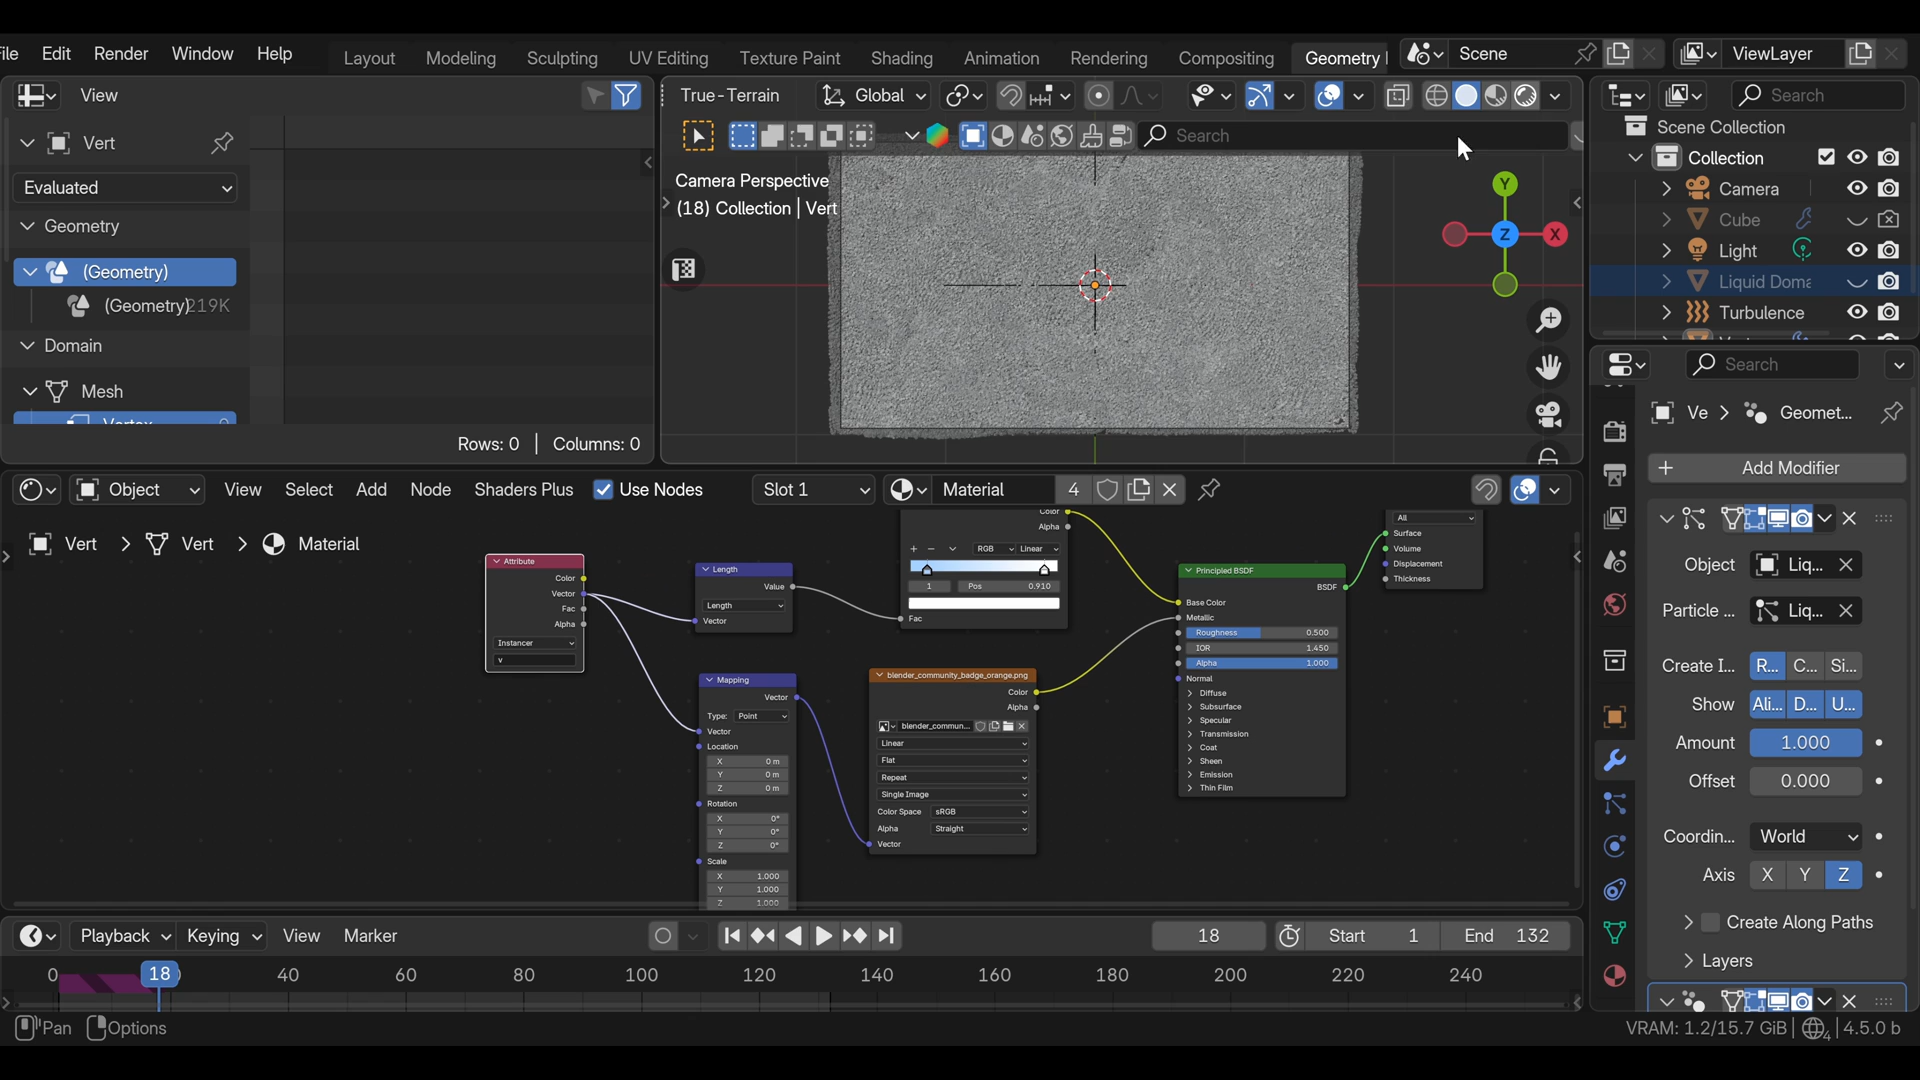 File Edit Render Window Help Layout Modeling Sculpting UV Editing Texture Paint Shading Animation Rendering Compositing Geometry Scene ViewLayer
View
True-Terrain Global
Search
Search
Vert
Evaluated
Geometry
(Geometry)
(Geometry) 219K
Domain
Mesh
Vertex 0
Rows: 0 | Columns: 0
Camera Perspective
(18) Collection | Vert
Y
X
Z
Scene Collection
Collection
Camera
Cube
Light
Liquid Doma
Turbulence
Search
Ve > Geomet...
+ Add Modifier
Object Liq...
Particle ... Liq...
Create I... R... C... Si...
Show Ali... D... U...
Amount 1.000
Offset 0.000
Coordin... World
Axis X Y Z
Create Along Paths
Layers
Object View Select Add Node Shaders Plus Use Nodes Slot 1 Material 4
Vert > Vert > Material
Attribute
Color
Vector
Fac
Alpha
Instancer
v
Length
Value
Length
Vector
Color
Alpha
+ − RGB Linear
1 Pos 0.910
Fac
Mapping
Vector
Type: Point
Vector
Location
X 0 m
Y 0 m
Z 0 m
Rotation
X 0°
Y 0°
Z 0°
Scale
X 1.000
Y 1.000
Z 1.000
blender_community_badge_orange.png
Color
Alpha
blender_commun...
Linear
Flat
Repeat
Single Image
Color Space sRGB
Alpha Straight
Vector
Principled BSDF
BSDF
Base Color
Metallic
Roughness 0.500
IOR 1.450
Alpha 1.000
Normal
Diffuse
Subsurface
Specular
Transmission
Coat
Sheen
Emission
Thin Film
All
Surface
Volume
Displacement
Thickness
Playback Keying View Marker 18 Start 1 End 132
0 18 40 60 80 100 120 140 160 180 200 220 240
Pan Options VRAM: 1.2/15.7 GiB | 4 | 4.5.0 b